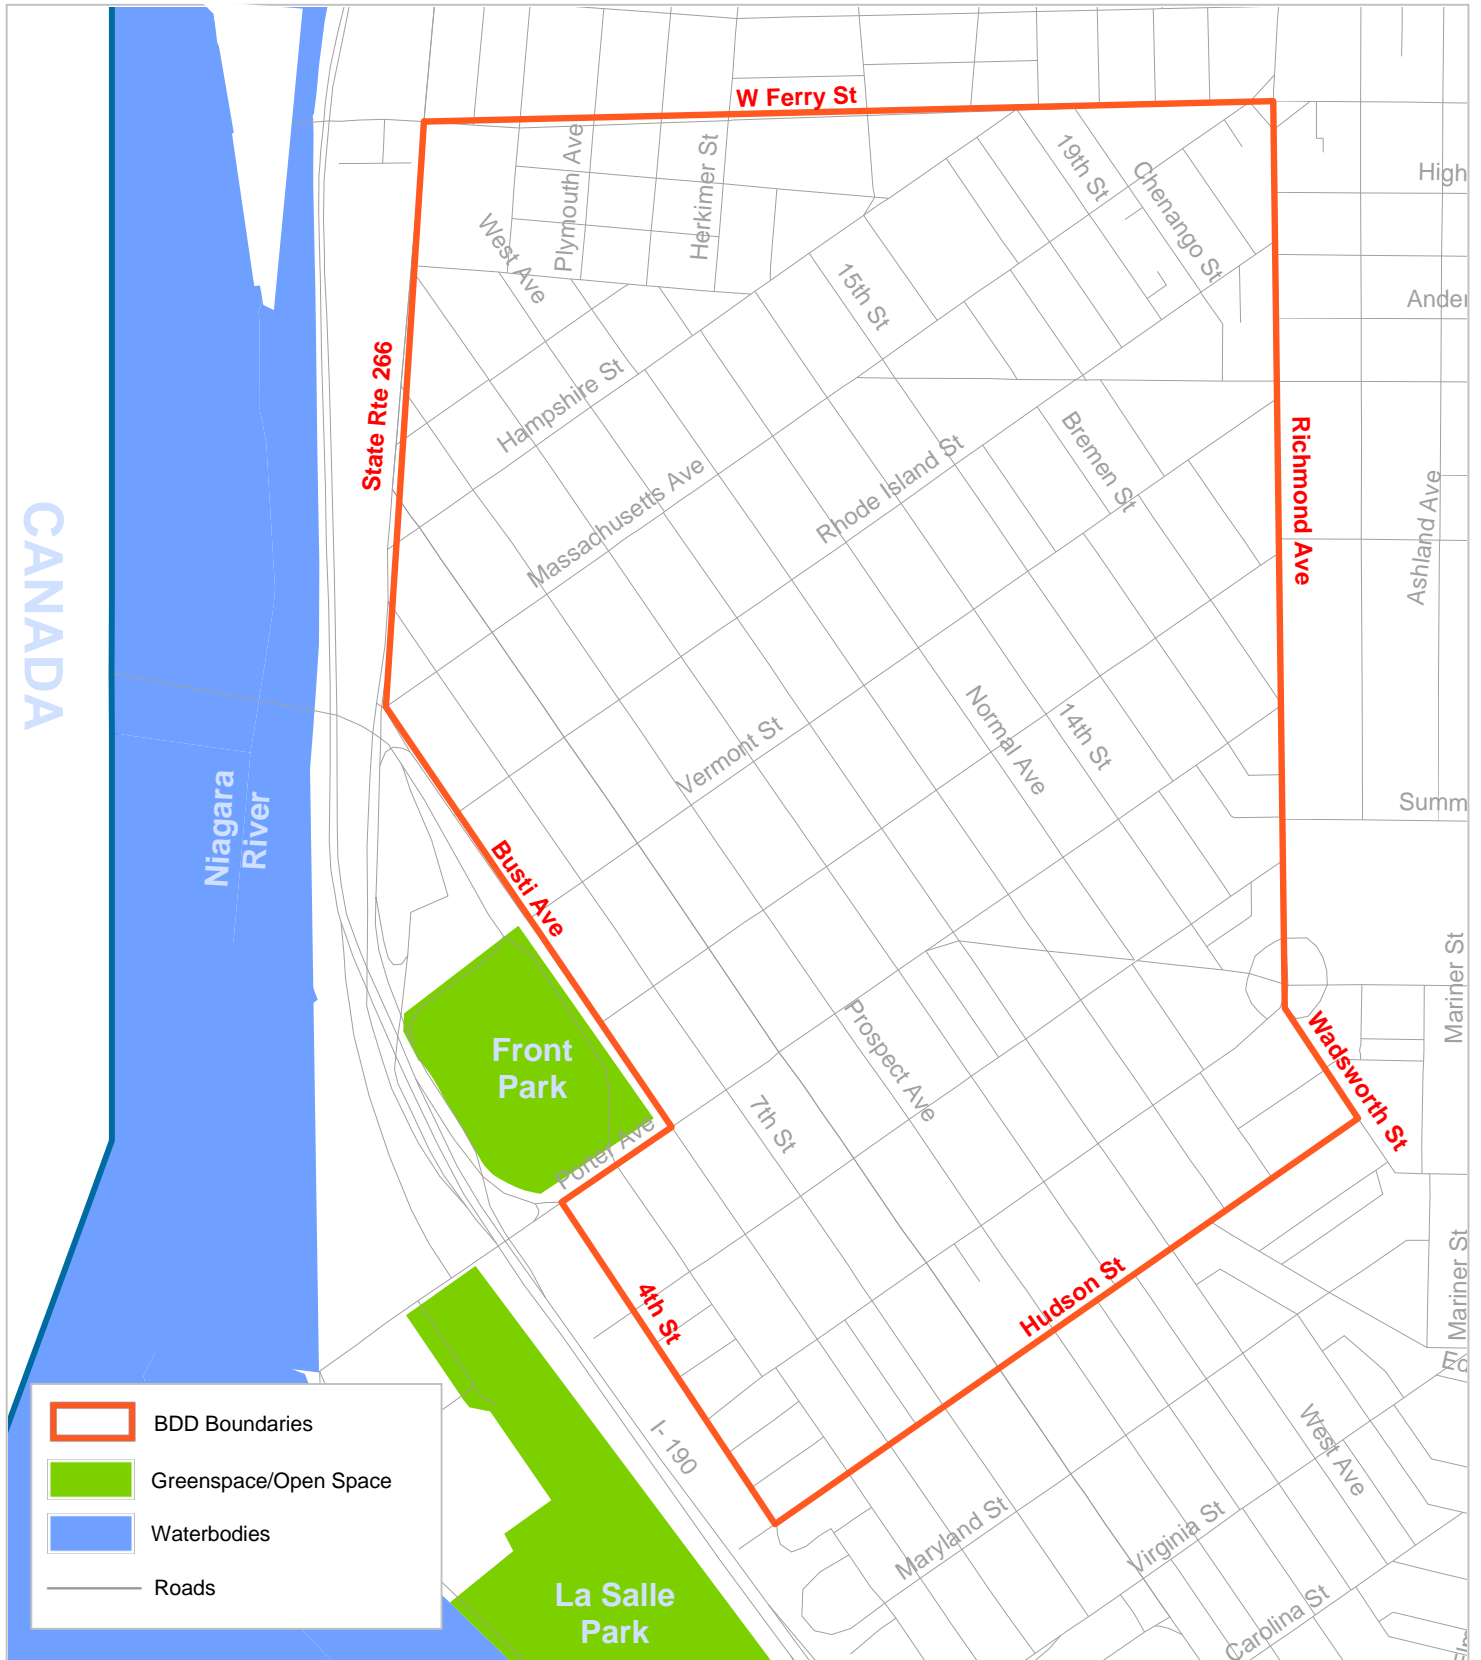 W Ferry St
19th St
Chenango St
High
Plymouth Ave
Herkimer St
West Ave
15th St
Ander
State Rte 266
Hampshire St
Massachusetts Ave
Rhode Island St
Bremen St
Richmond Ave
Ashland Ave
CANADA
Vermont St
Normal Ave
14th St
Summ
Niagara
River
Busti Ave
Mariner St
Front
Park
Prospect Ave
7th St
Wadsworth St
Porter Ave
4th St
Hudson St
Mariner St
Ed
I- 190
West Ave
Maryland St
Virginia St
Carolina St
La Salle
Park
BDD Boundaries
Greenspace/Open Space
Waterbodies
Roads